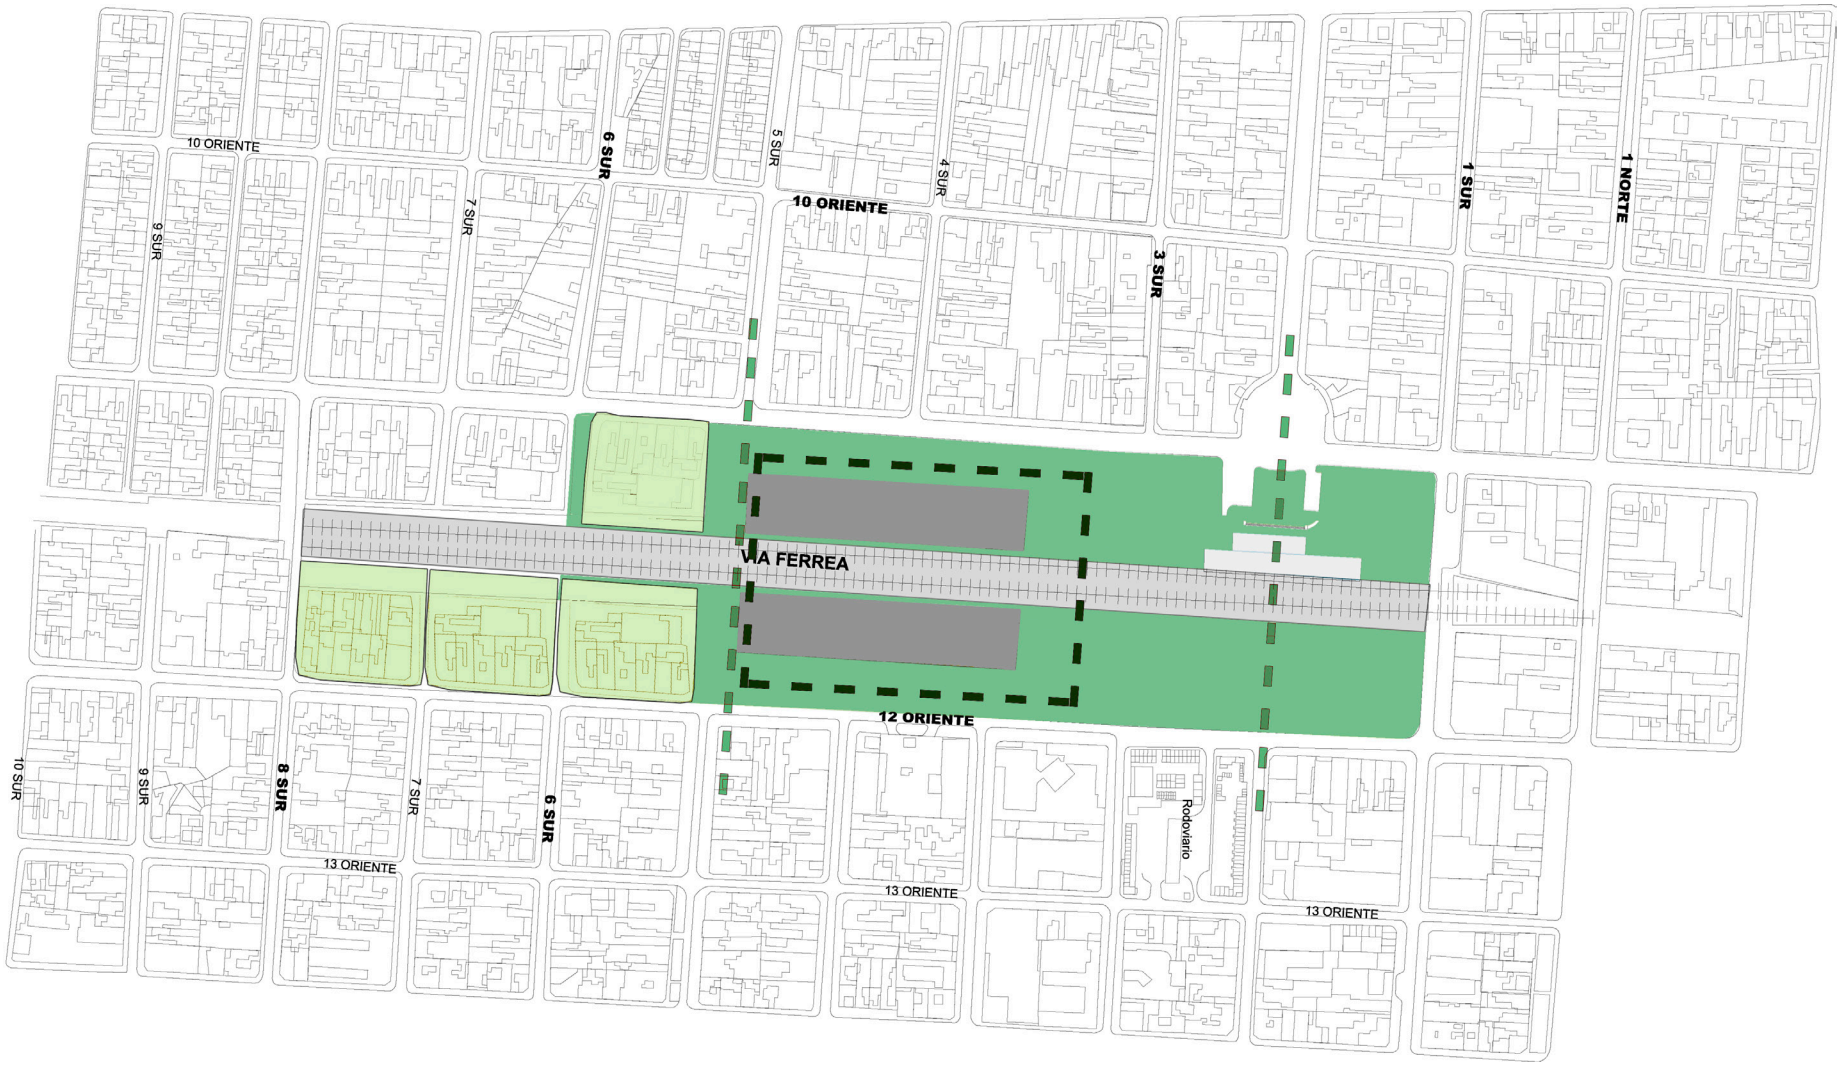 10 ORIENTE
6 SUR
5 SUR
4 SUR
1 SUR
1 NORTE
9 SUR
7 SUR
10 ORIENTE
3 SUR
VIA FERREA
12 ORIENTE
10 SUR
9 SUR
8 SUR
7 SUR
6 SUR
Rodoviario
13 ORIENTE
13 ORIENTE
13 ORIENTE